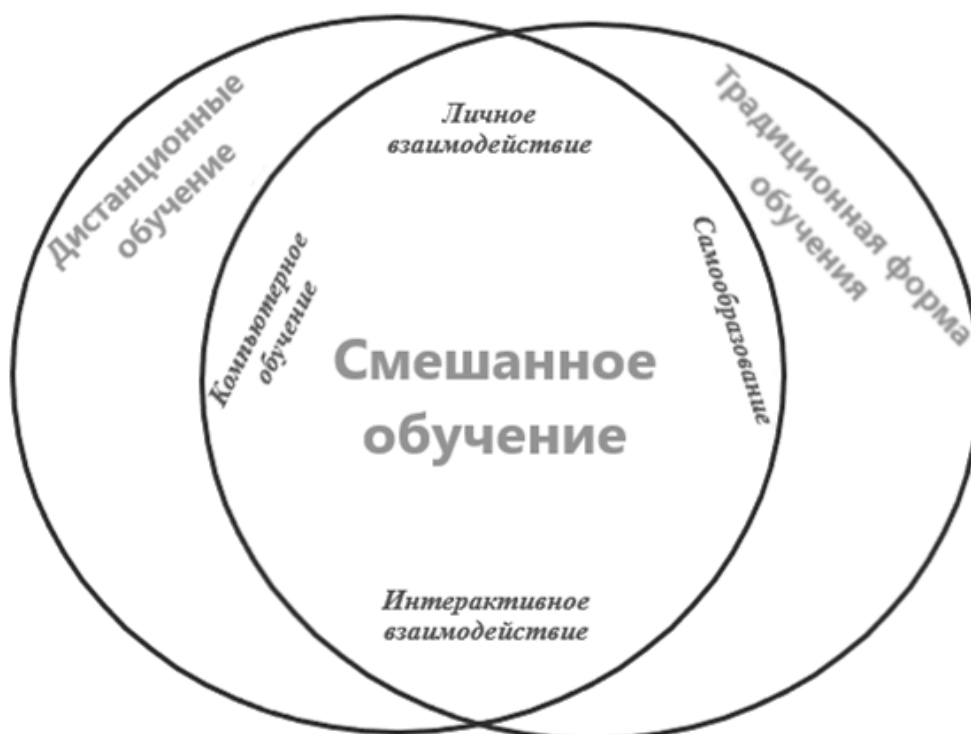 Дистанционные
обучение
Традиционная форма
обучения
Личное
взаимодействие
Компьютерное
обучение
Самообразование
Смешанное
обучение
Интерактивное
взаимодействие